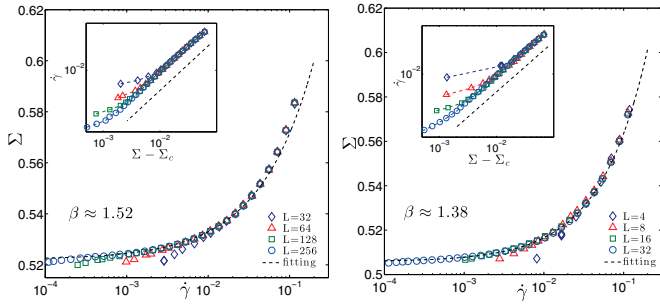 0.62
0.6
0.58
0.56
0.54
0.52
Σ
10⁻⁴ 10⁻³ 10⁻² 10⁻¹
γ̇
β ≈ 1.52
L=32
L=64
L=128
L=256
fitting
γ̇
10⁻²
10⁻³ 10⁻²
Σ − Σc
0.62
0.6
0.58
0.56
0.54
0.52
0.5
Σ
10⁻⁴ 10⁻³ 10⁻² 10⁻¹
γ̇
β ≈ 1.38
L=4
L=8
L=16
L=32
fitting
γ̇
10⁻²
10⁻³ 10⁻²
Σ − Σc